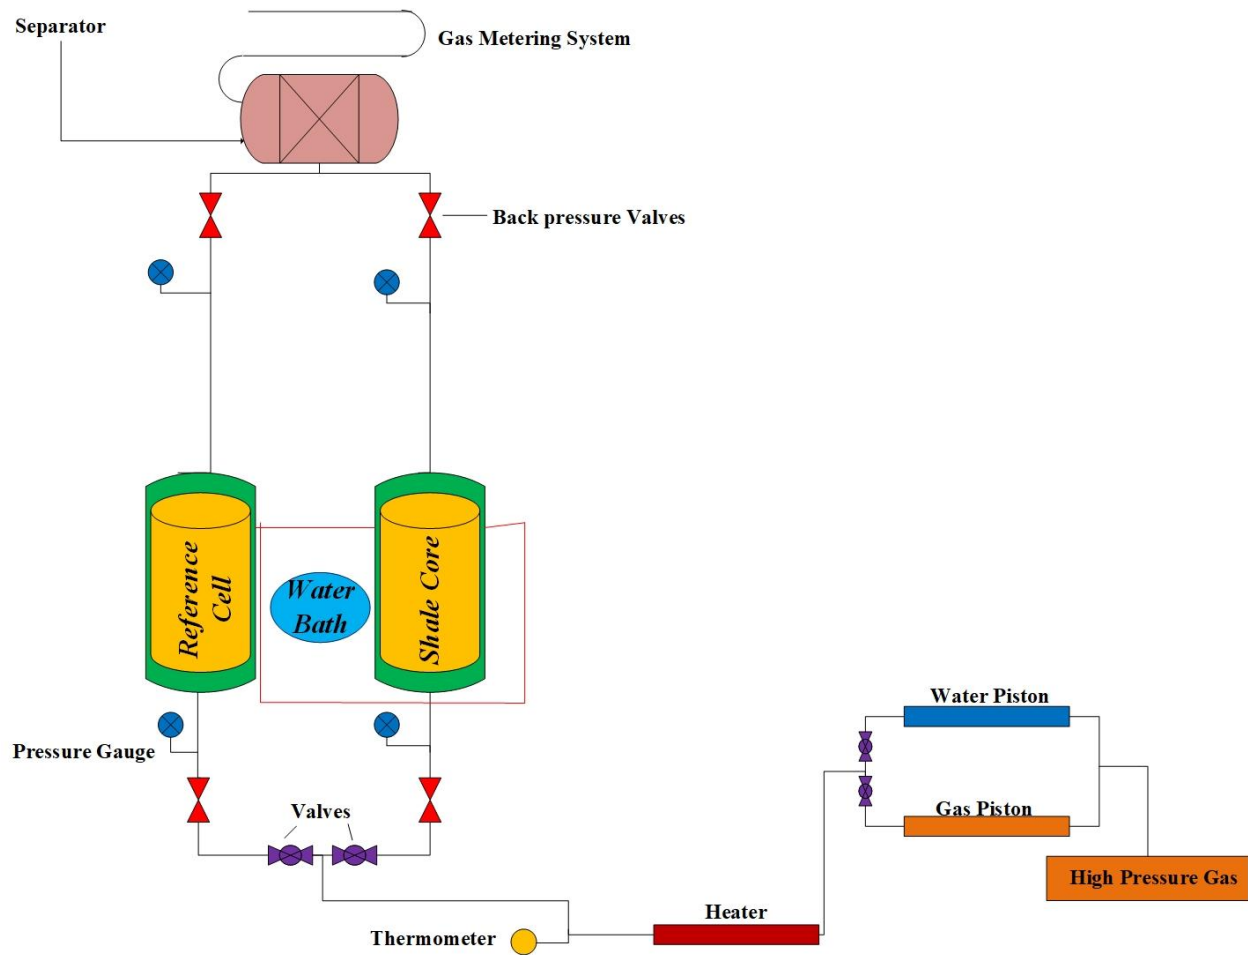 Separator
Gas Metering System
Back pressure Valves
Reference
Cell
Water
Bath
Shale Core
Pressure Gauge
Valves
Water Piston
Gas Piston
High Pressure Gas
Heater
Thermometer